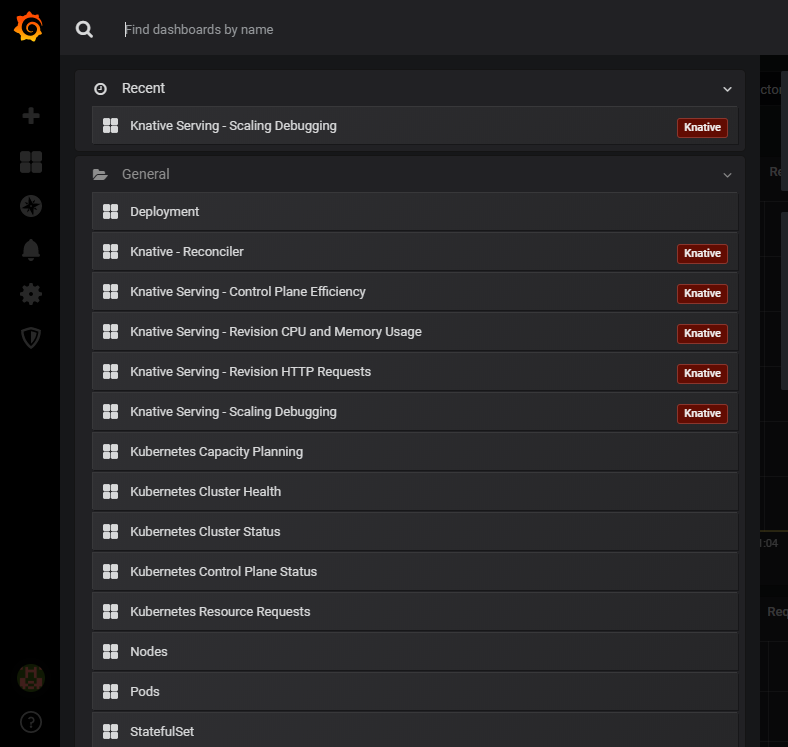 Find dashboards by name
Recent
Knative Serving - Scaling Debugging Knative
General
Deployment
Knative - Reconciler Knative
Knative Serving - Control Plane Efficiency Knative
Knative Serving - Revision CPU and Memory Usage Knative
Knative Serving - Revision HTTP Requests Knative
Knative Serving - Scaling Debugging Knative
Kubernetes Capacity Planning
Kubernetes Cluster Health
Kubernetes Cluster Status
Kubernetes Control Plane Status
Kubernetes Resource Requests
Nodes
Pods
StatefulSet